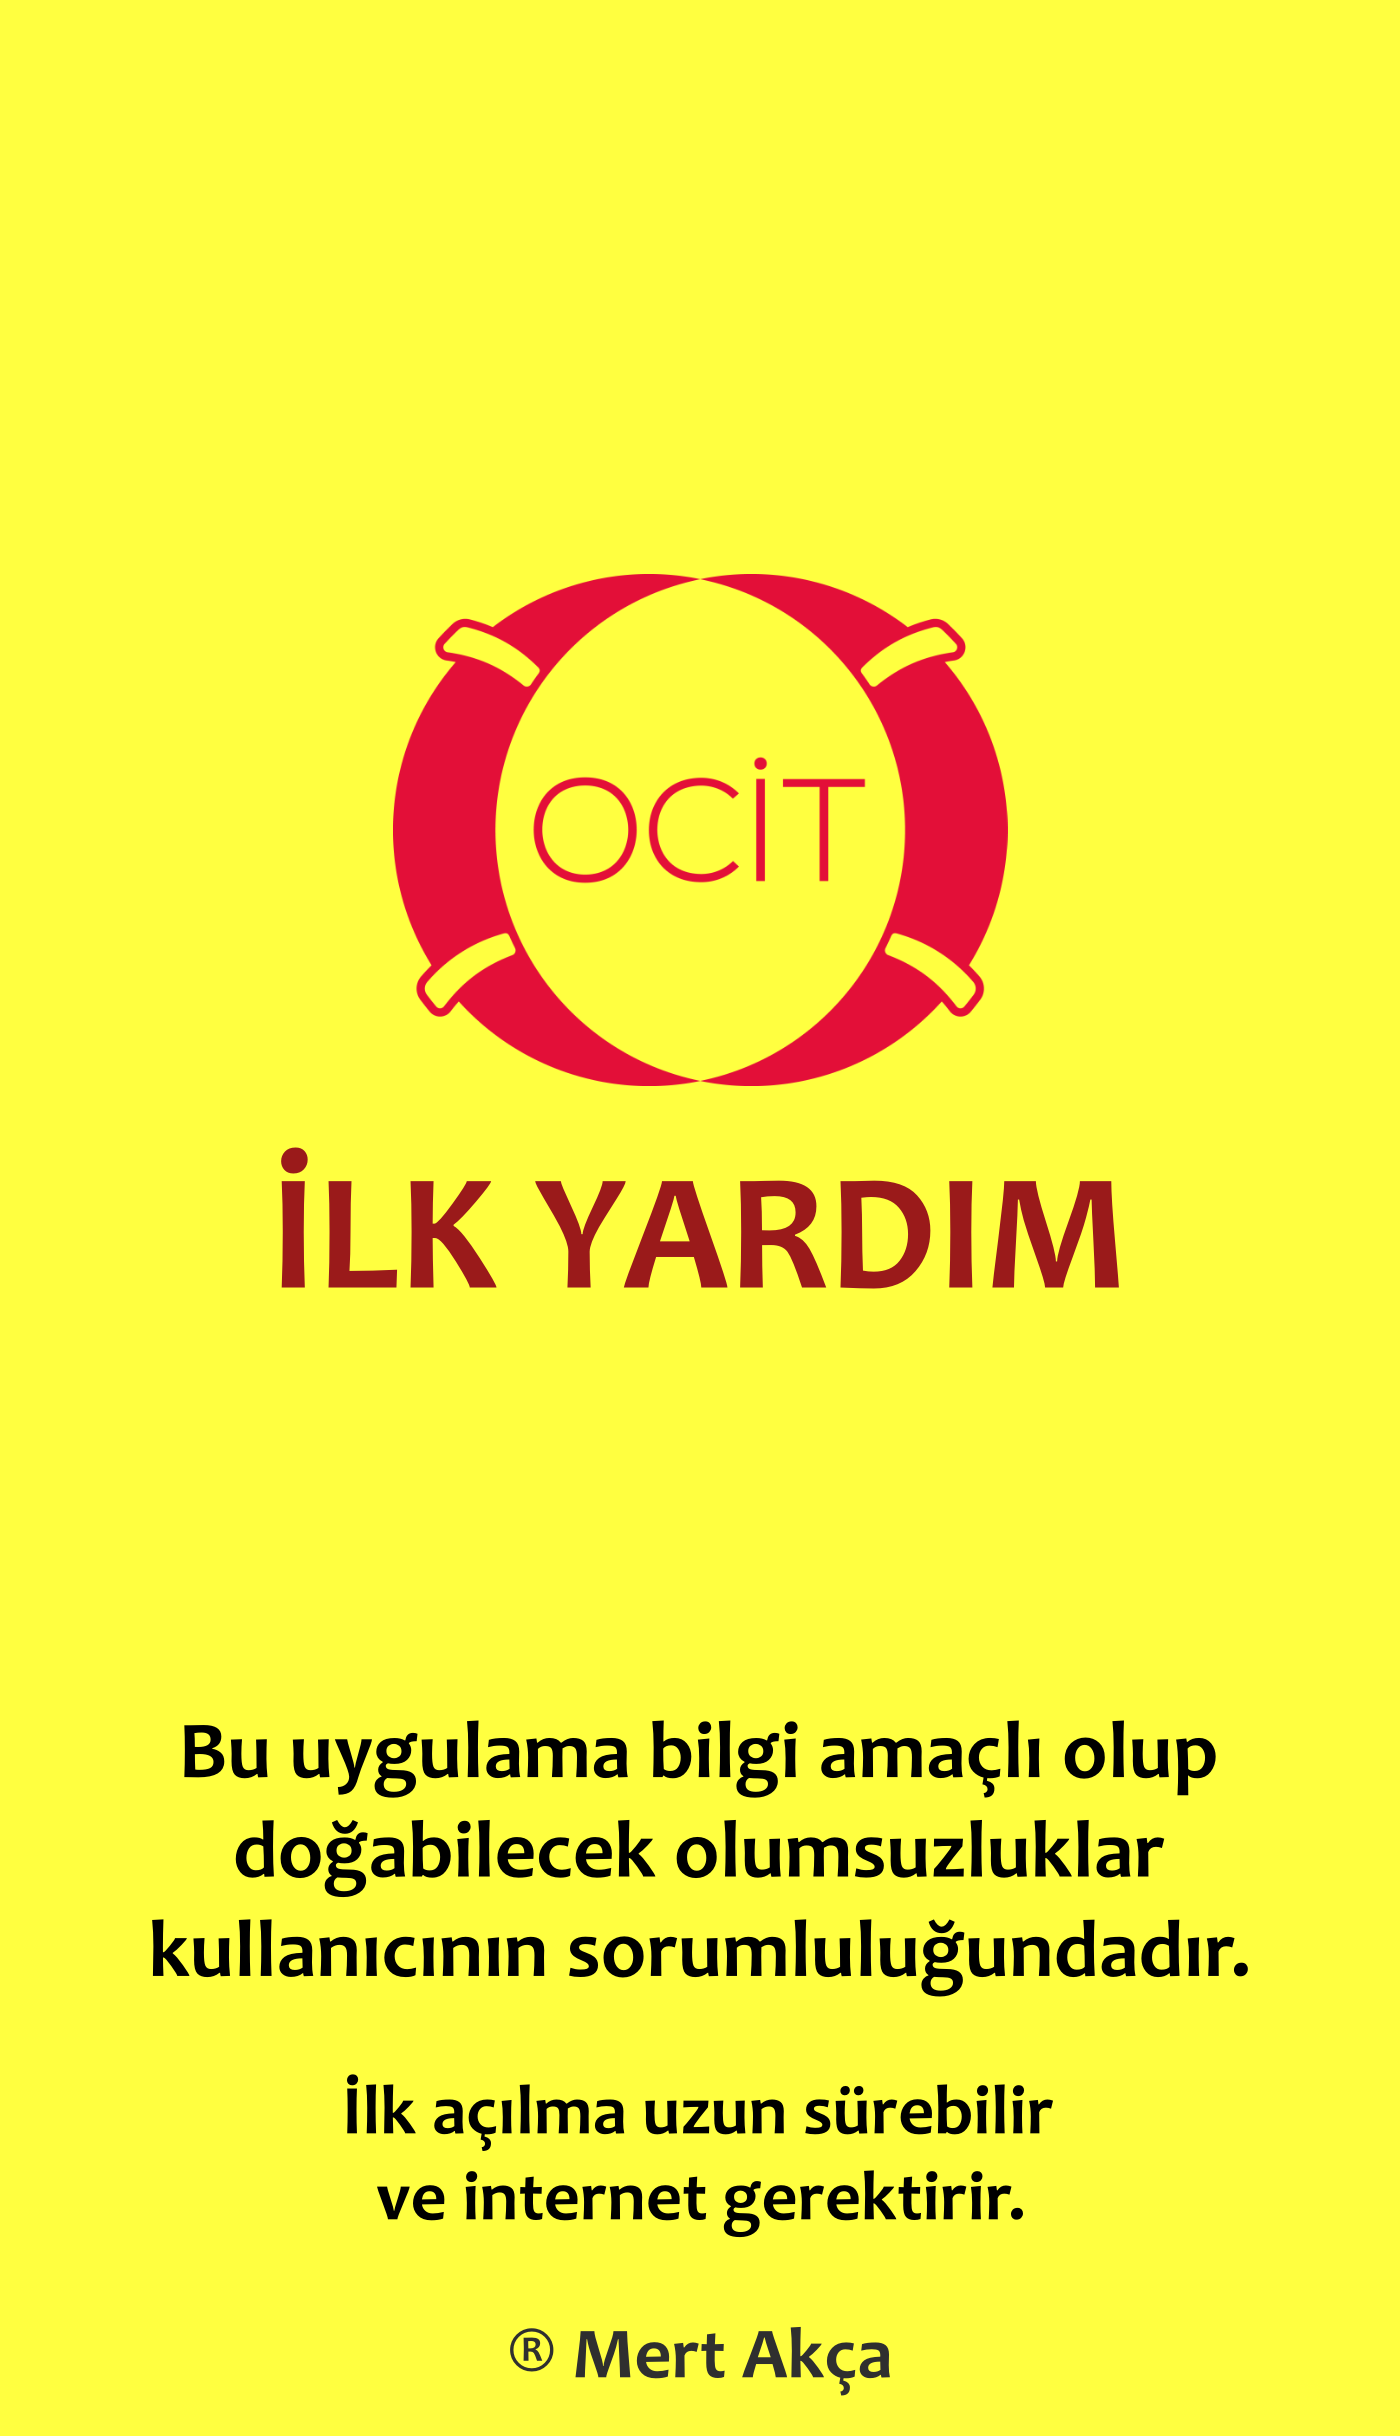 OCİT
İLK YARDIM
Bu uygulama bilgi amaçlı olup
doğabilecek olumsuzluklar
kullanıcının sorumluluğundadır.
İlk açılma uzun sürebilir
ve internet gerektirir.
® Mert Akça